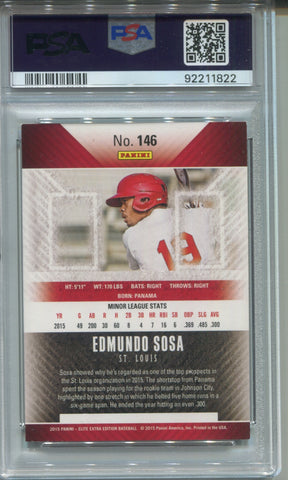 PSA
PSA
92211822
No. 146
PANINI
19
HT: 5'11" WT: 170 LBS BATS: RIGHT THROWS: RIGHT
BORN: PANAMA
MINOR LEAGUE STATS
YR G AB R H 2B 3B HR RBI SB BB SO OBP SLG AVG
2015 49 200 30 60 8 4 7 16 6 .369 .485 .300
EDMUNDO SOSA
ST. LOUIS
Sosa showed why he's regarded as one of the top prospects in
the St. Louis organization in 2015. The shortstop from Panama
spent the season playing for the rookie team in Johnson City,
highlighted by one stretch in which he belted five home runs in a
six-game span. He ended the year hitting an even .300.
2015 PANINI – ELITE EXTRA EDITION BASEBALL © 2015 Panini America, Inc. Printed in the USA.